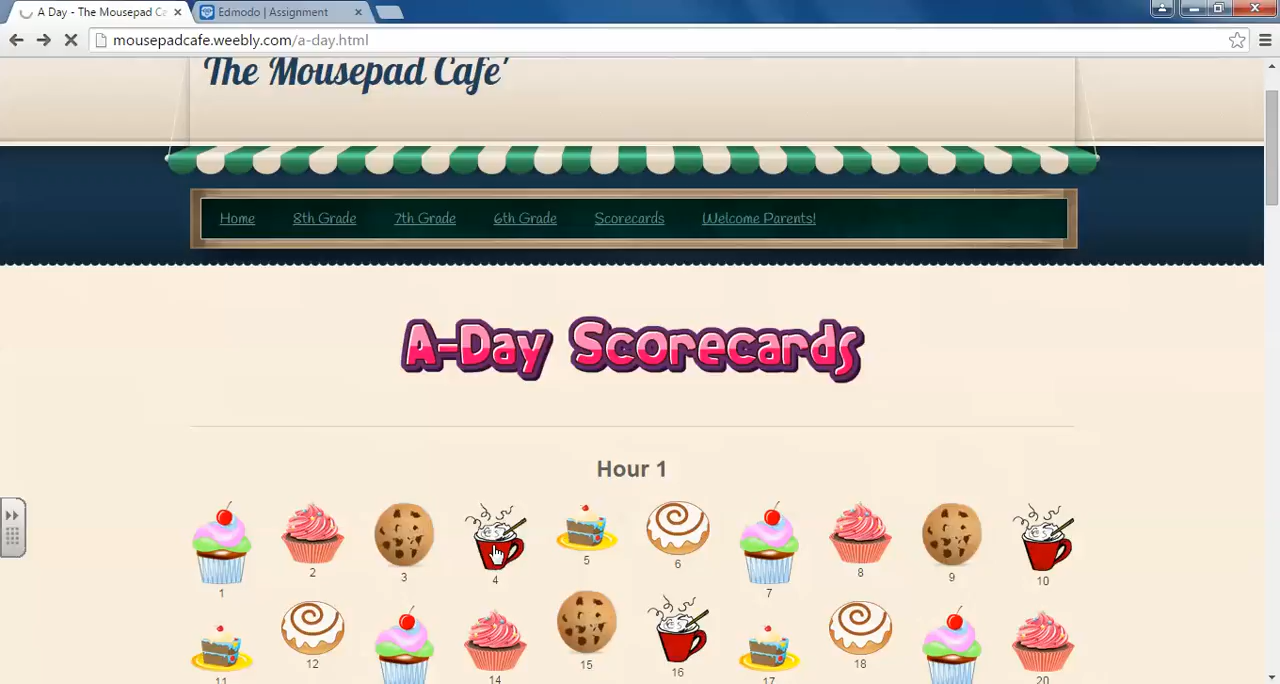 A Day - The Mousepad Ca
Edmodo | Assignment
mousepadcafe.weebly.com/a-day.html
The Mousepad Cafe'
Home 8th Grade 7th Grade 6th Grade Scorecards Welcome Parents!
A-Day Scorecards
Hour 1
1 2 3 4 5 6 7 8 9 10
11 12 14 15 16 17 18 20